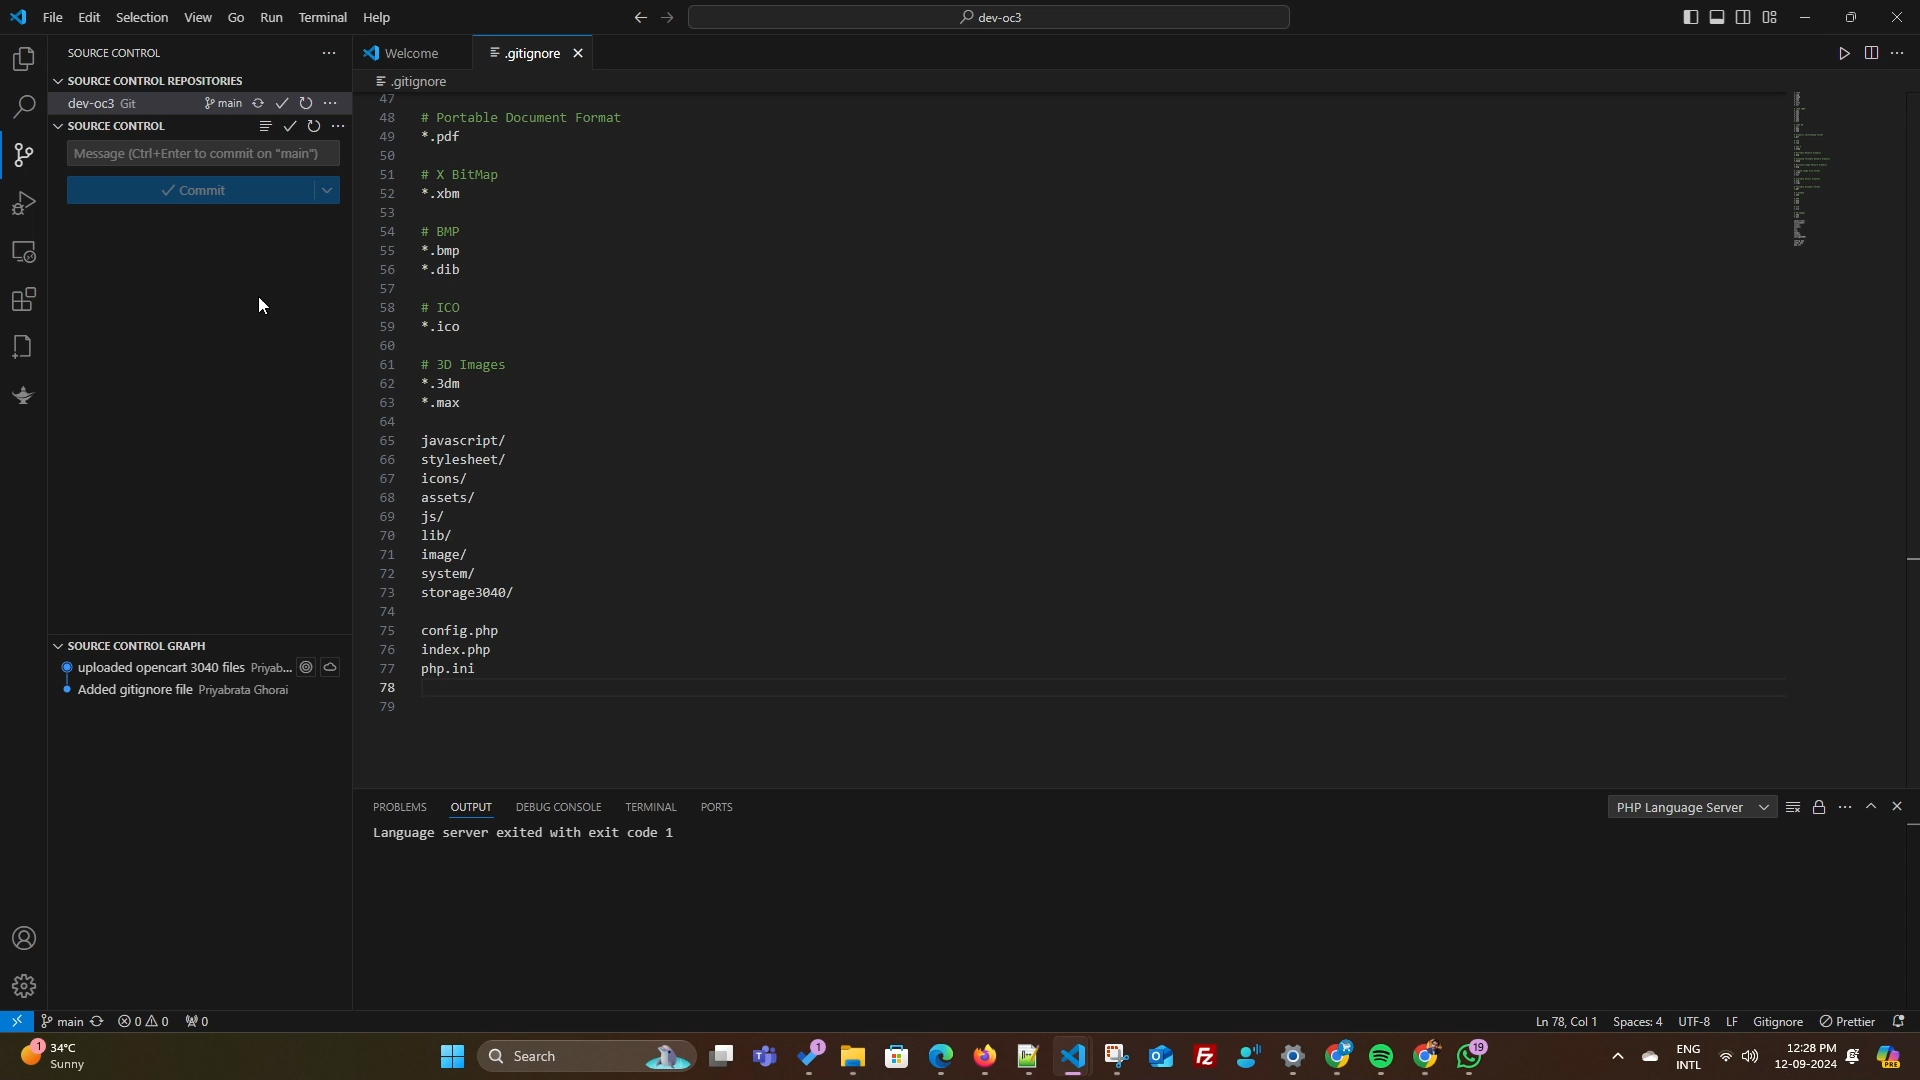 File Edit Selection View Go Run Terminal Help
dev-oc3
SOURCE CONTROL
SOURCE CONTROL REPOSITORIES
dev-oc3 Git main
SOURCE CONTROL
Message (Ctrl+Enter to commit on "main")
Commit
SOURCE CONTROL GRAPH
uploaded opencart 3040 files Priyab...
Added gitignore file Priyabrata Ghorai
Welcome .gitignore
.gitignore
47
48 # Portable Document Format
49 *.pdf
50
51 # X BitMap
52 *.xbm
53
54 # BMP
55 *.bmp
56 *.dib
57
58 # ICO
59 *.ico
60
61 # 3D Images
62 *.3dm
63 *.max
64
65 javascript/
66 stylesheet/
67 icons/
68 assets/
69 js/
70 lib/
71 image/
72 system/
73 storage3040/
74
75 config.php
76 index.php
77 php.ini
78
79
PROBLEMS OUTPUT DEBUG CONSOLE TERMINAL PORTS
PHP Language Server
Language server exited with exit code 1
main 0 0 0
Ln 78, Col 1 Spaces: 4 UTF-8 LF Gitignore Prettier
1 34°C
Sunny
Search
1
19
ENG
INTL
12:28 PM
12-09-2024